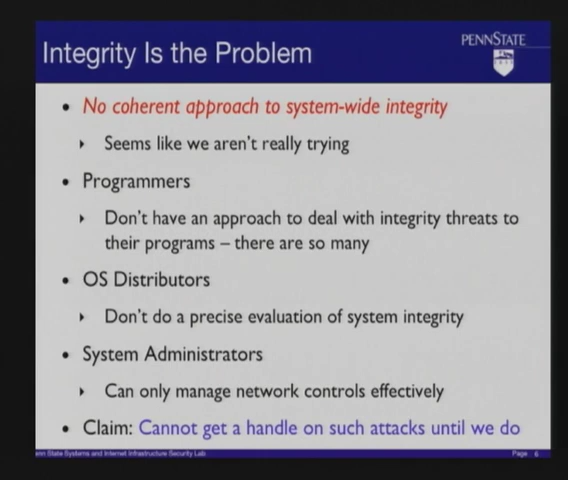 Integrity Is the Problem
PENNSTATE
• No coherent approach to system-wide integrity
‣ Seems like we aren't really trying
• Programmers
‣ Don't have an approach to deal with integrity threats to
their programs – there are so many
• OS Distributors
‣ Don't do a precise evaluation of system integrity
• System Administrators
‣ Can only manage network controls effectively
• Claim: Cannot get a handle on such attacks until we do
State Systems and Internet Infrastructure Security Lab
Page 6